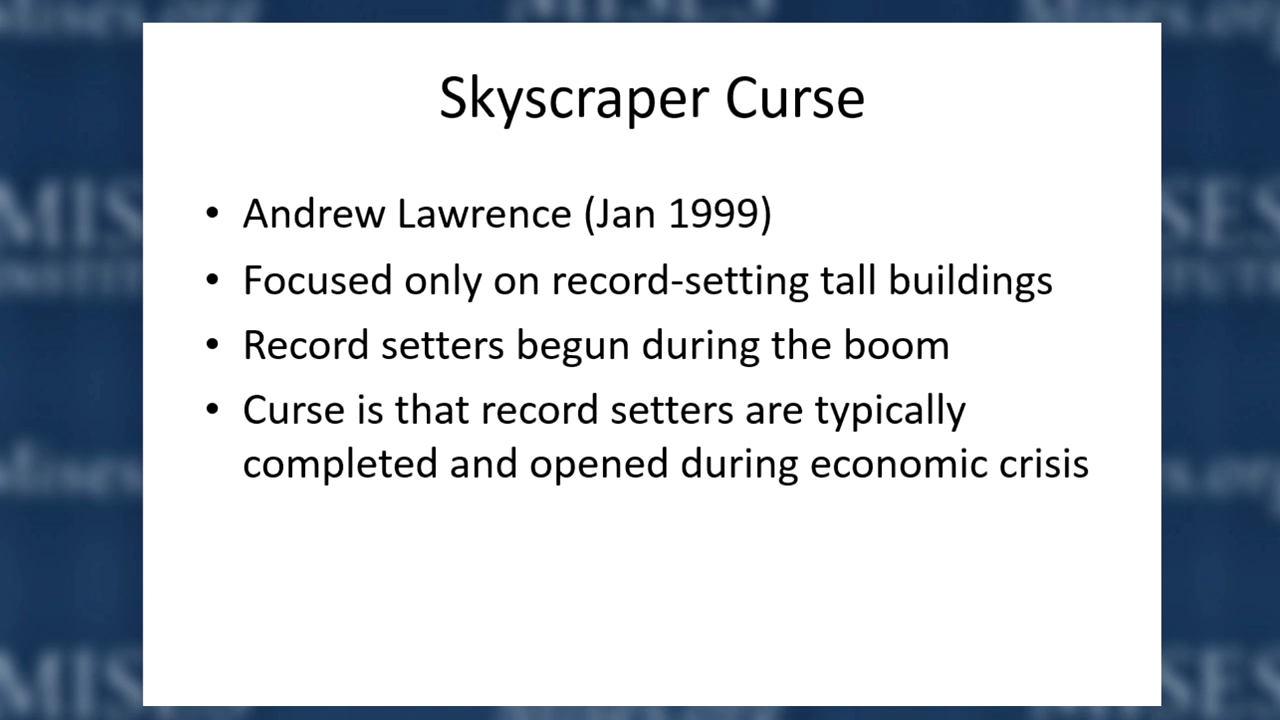 Skyscraper Curse
• Andrew Lawrence (Jan 1999)
• Focused only on record-setting tall buildings
• Record setters begun during the boom
• Curse is that record setters are typically
completed and opened during economic crisis